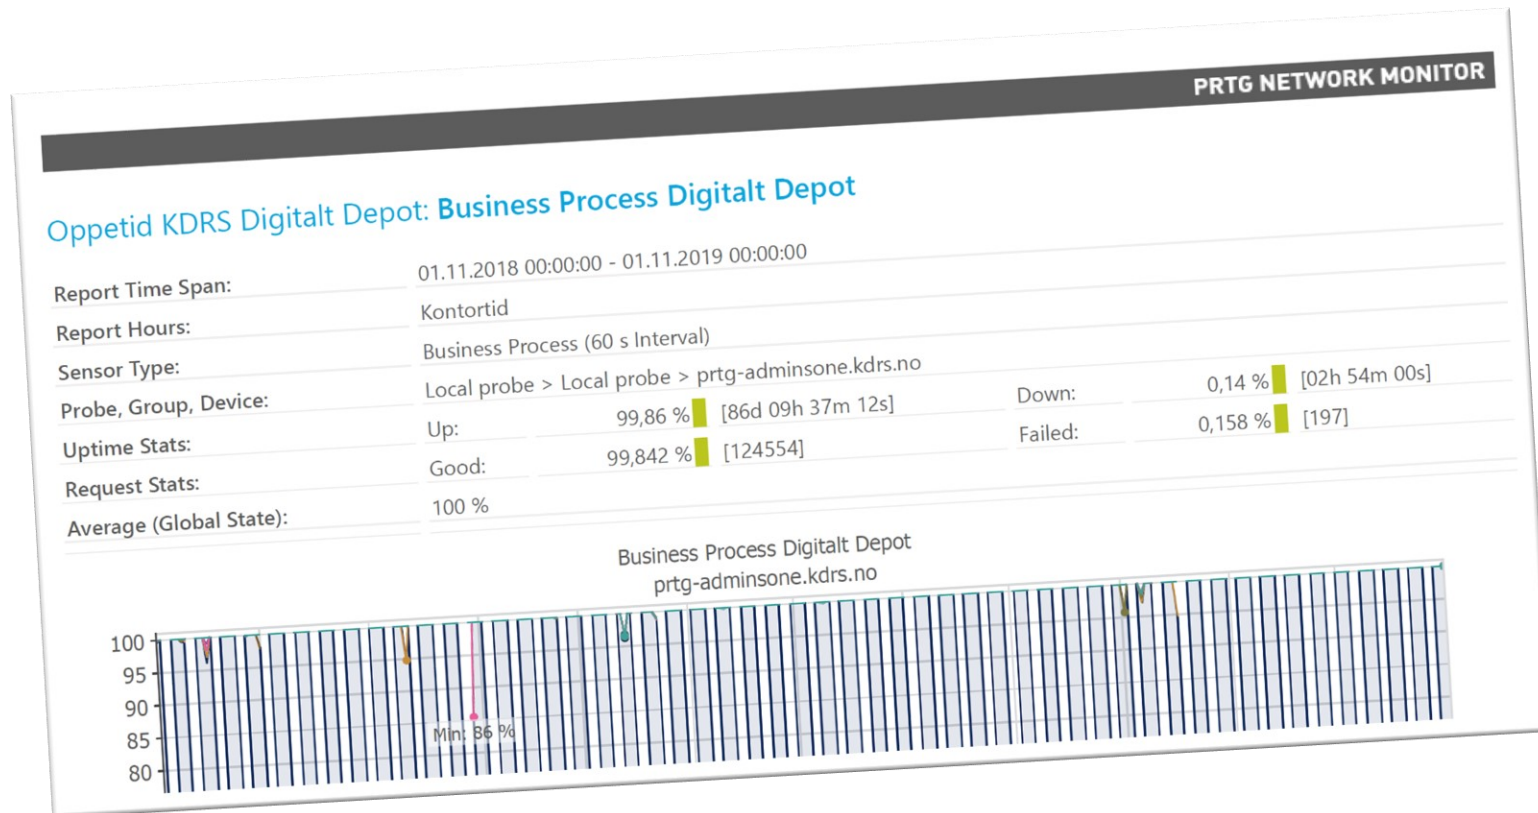 PRTG NETWORK MONITOR
Oppetid KDRS Digitalt Depot: Business Process Digitalt Depot
Report Time Span: 01.11.2018 00:00:00 - 01.11.2019 00:00:00
Report Hours: Kontortid
Sensor Type: Business Process (60 s Interval)
Probe, Group, Device: Local probe > Local probe > prtg-adminsone.kdrs.no
Uptime Stats: Up: 99,86 % [86d 09h 37m 12s] Down: 0,14 % [02h 54m 00s]
Request Stats: Good: 99,842 % [124554] Failed: 0,158 % [197]
Average (Global State): 100 %
Business Process Digitalt Depot
prtg-adminsone.kdrs.no
100
95
90
85
80
Min: 86 %